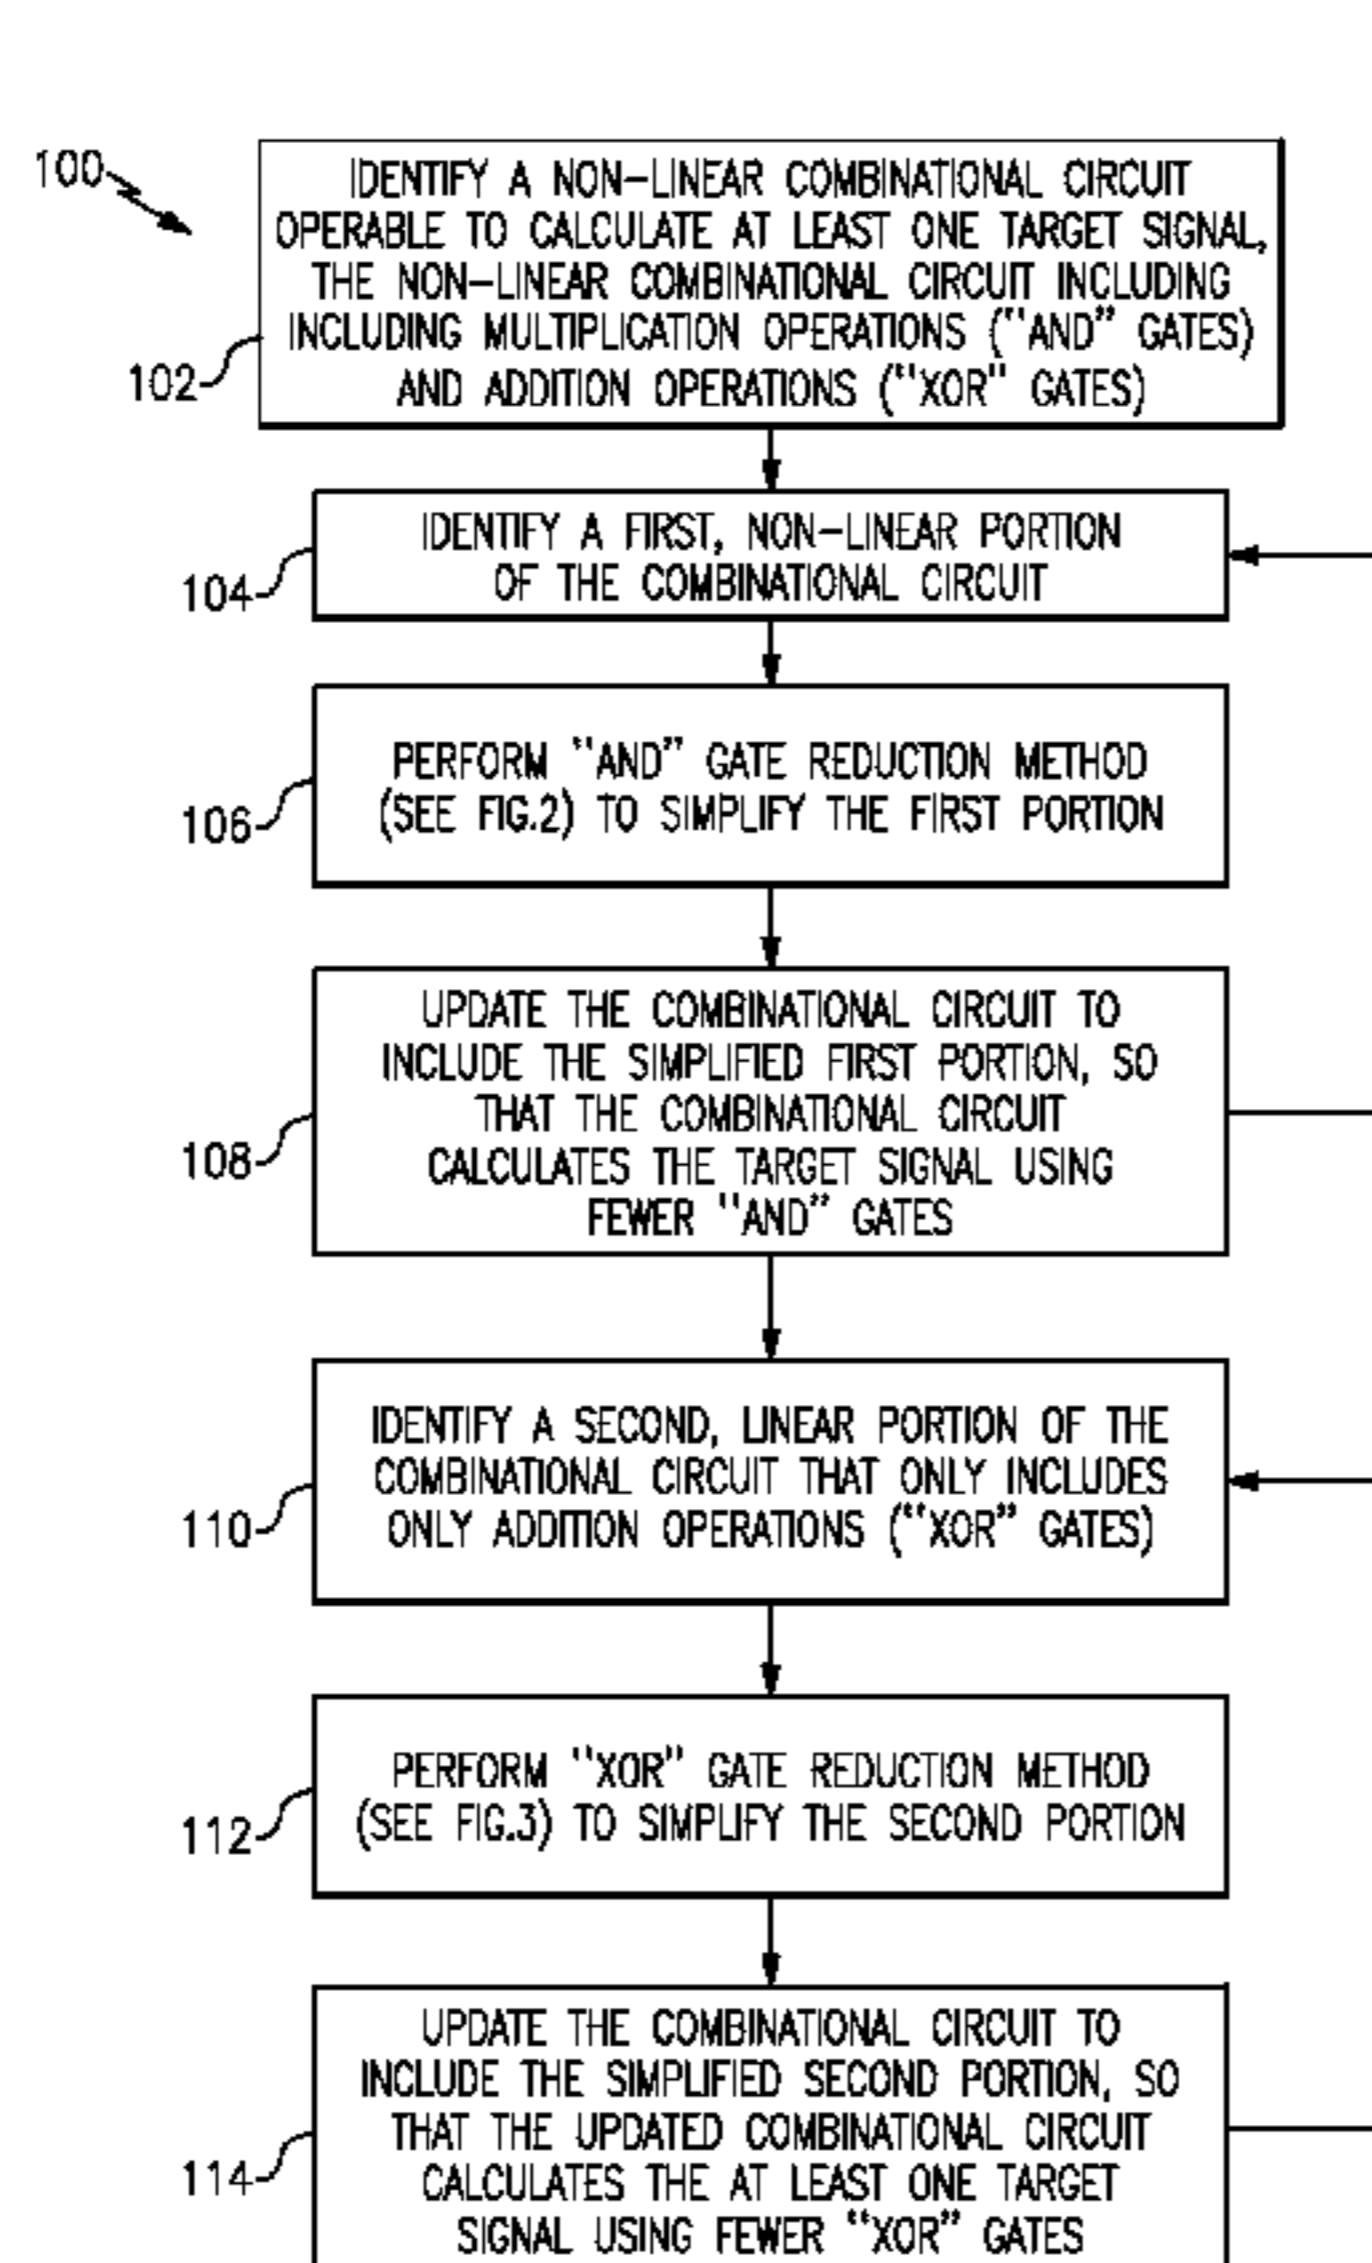 100
IDENTIFY A NON-LINEAR COMBINATIONAL CIRCUIT
OPERABLE TO CALCULATE AT LEAST ONE TARGET SIGNAL,
THE NON-LINEAR COMBINATIONAL CIRCUIT INCLUDING
INCLUDING MULTIPLICATION OPERATIONS ("AND" GATES)
AND ADDITION OPERATIONS ("XOR" GATES)
102
IDENTIFY A FIRST, NON-LINEAR PORTION
OF THE COMBINATIONAL CIRCUIT
104
PERFORM "AND" GATE REDUCTION METHOD
(SEE FIG.2) TO SIMPLIFY THE FIRST PORTION
106
UPDATE THE COMBINATIONAL CIRCUIT TO
INCLUDE THE SIMPLIFIED FIRST PORTION, SO
THAT THE COMBINATIONAL CIRCUIT
CALCULATES THE TARGET SIGNAL USING
FEWER "AND" GATES
108
IDENTIFY A SECOND, LINEAR PORTION OF THE
COMBINATIONAL CIRCUIT THAT ONLY INCLUDES
ONLY ADDITION OPERATIONS ("XOR" GATES)
110
PERFORM "XOR" GATE REDUCTION METHOD
(SEE FIG.3) TO SIMPLIFY THE SECOND PORTION
112
UPDATE THE COMBINATIONAL CIRCUIT TO
INCLUDE THE SIMPLIFIED SECOND PORTION, SO
THAT THE UPDATED COMBINATIONAL CIRCUIT
CALCULATES THE AT LEAST ONE TARGET
SIGNAL USING FEWER "XOR" GATES
114